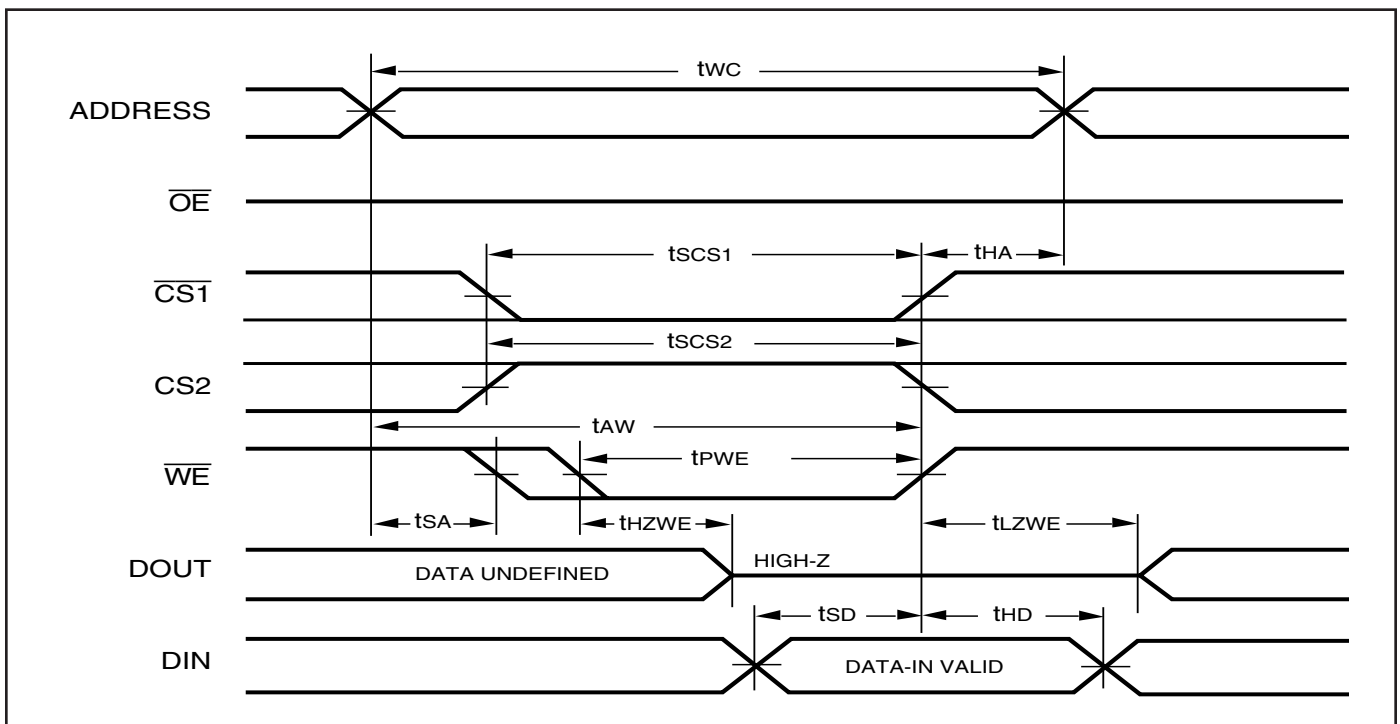 tWC
ADDRESS
OE
tSCS1
tHA
CS1
tSCS2
CS2
tAW
WE
tPWE
tSA
tHZWE
tLZWE
DOUT
DATA UNDEFINED
HIGH-Z
tSD
tHD
DIN
DATA-IN VALID